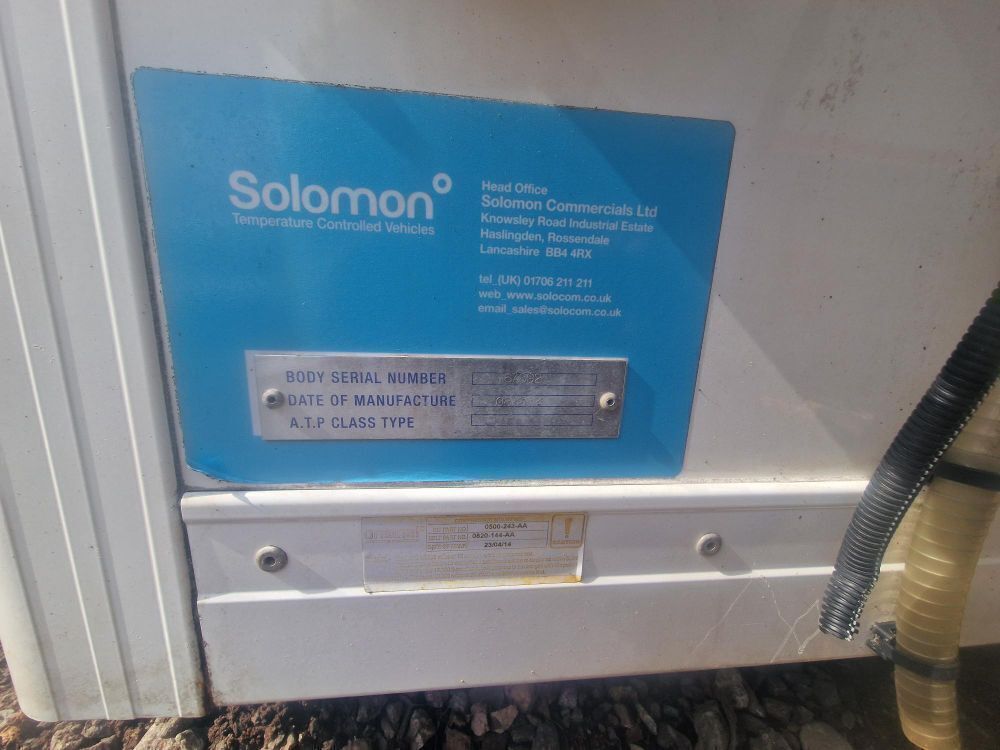 Solomon°
Temperature Controlled Vehicles
Head Office
Solomon Commercials Ltd
Knowsley Road Industrial Estate
Haslingden, Rossendale
Lancashire BB4 4RX
tel_(UK) 01706 211 211
web_www.solocom.co.uk
email_sales@solocom.co.uk
BODY SERIAL NUMBER
DATE OF MANUFACTURE
A.T.P CLASS TYPE
0500-243-AA
0820-144-AA
23/04/14